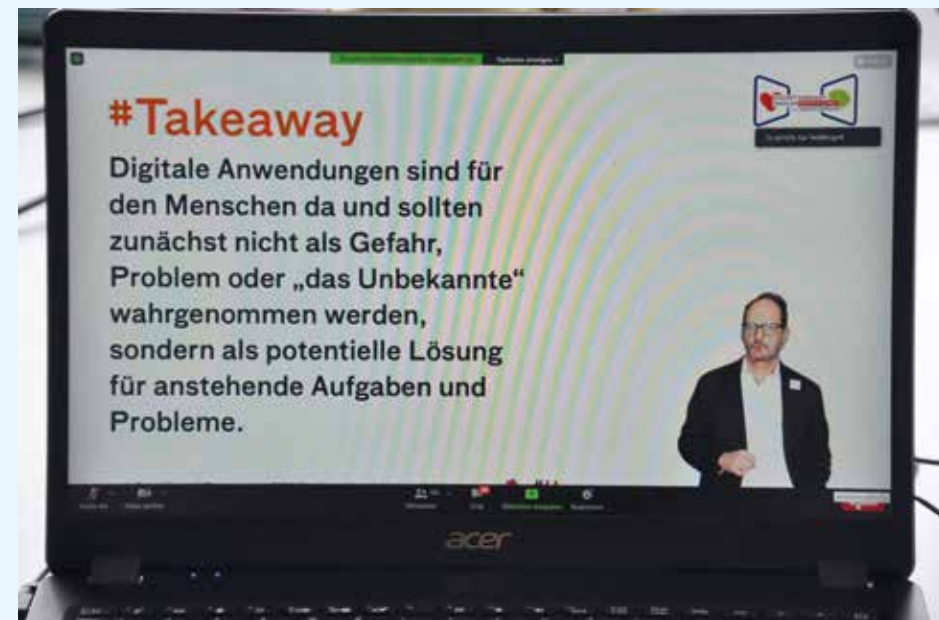 #Takeaway
Digitale Anwendungen sind für
den Menschen da und sollten
zunächst nicht als Gefahr,
Problem oder „das Unbekannte“
wahrgenommen werden,
sondern als potentielle Lösung
für anstehende Aufgaben und
Probleme.
acer